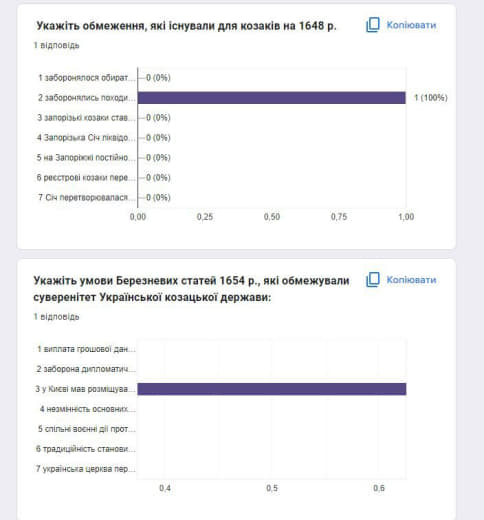 Укажіть обмеження, які існували для козаків на 1648 р.
Копіювати
1 відповідь
1 заборонялося обират...
0 (0%)
2 заборонялись походи...
1 (100%)
3 запорізькі козаки став...
0 (0%)
4 Запорізька Січ ліквідо...
0 (0%)
5 на Запоріжжі постійно...
0 (0%)
6 реєстрові козаки пере...
0 (0%)
7 Січ перетворювалася...
0 (0%)
0,00 0,25 0,50 0,75 1,00
Укажіть умови Березневих статей 1654 р., які обмежували
суверенітет Української козацької держави:
Копіювати
1 відповідь
1 виплата грошової дан...
2 заборона дипломатич...
3 у Києві мав розміщува...
4 незмінність основних...
5 спільні воєнні дії прот...
6 традиційність станови...
7 українська церква пер...
0,4 0,5 0,6